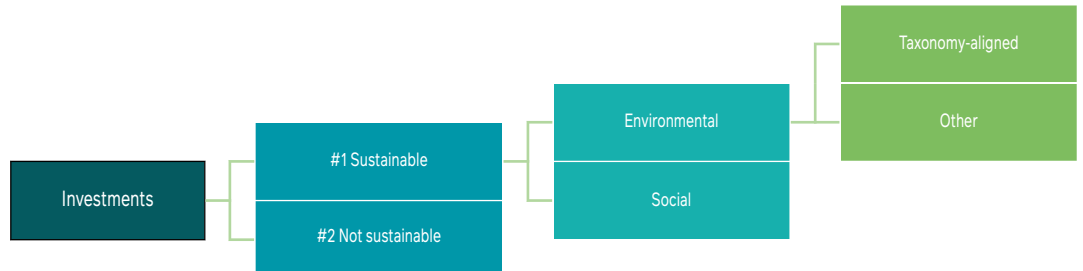 Investments
#1 Sustainable
#2 Not sustainable
Environmental
Social
Taxonomy-aligned
Other